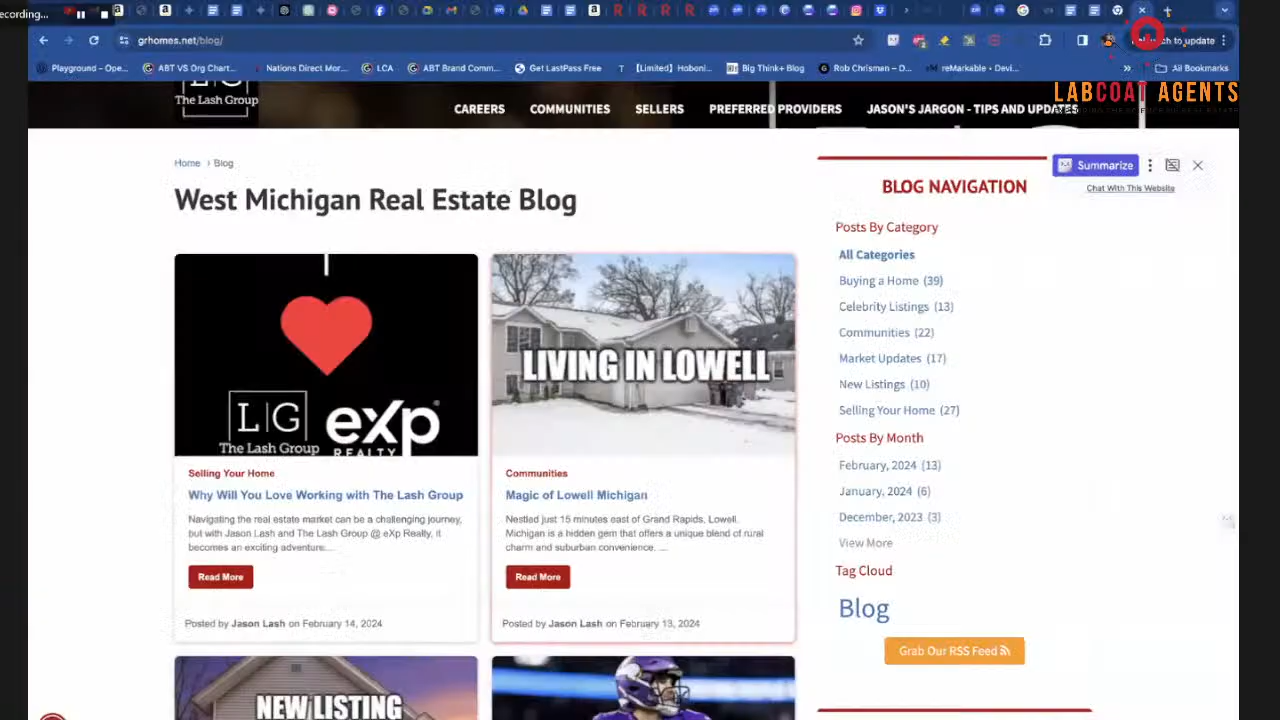 ecording...
grhomes.net/blog/
to update
Playground – Ope...
ABT VS Org Chart...
Nations Direct Mor...
LCA
ABT Brand Comm...
Get LastPass Free
[Limited] Hoboni...
Big Think+ Blog
Rob Chrisman – D...
reMarkable • Devi...
»
All Bookmarks
LABCOAT AGENTS
LG
The Lash Group
CAREERS
COMMUNITIES
SELLERS
PREFERRED PROVIDERS
JASON'S JARGON - TIPS AND UPDATES
Home › Blog
West Michigan Real Estate Blog
LG
The Lash Group
eXp
REALTY
Selling Your Home
Why Will You Love Working with The Lash Group
Navigating the real estate market can be a challenging journey,
but with Jason Lash and The Lash Group @ eXp Realty, it
becomes an exciting adventure....
Read More
Posted by Jason Lash on February 14, 2024
LIVING IN LOWELL
Communities
Magic of Lowell Michigan
Nestled just 15 minutes east of Grand Rapids, Lowell,
Michigan is a hidden gem that offers a unique blend of rural
charm and suburban convenience. ...
Read More
Posted by Jason Lash on February 13, 2024
NEW LISTING
Summarize
Chat With This Website
BLOG NAVIGATION
Posts By Category
All Categories
Buying a Home (39)
Celebrity Listings (13)
Communities (22)
Market Updates (17)
New Listings (10)
Selling Your Home (27)
Posts By Month
February, 2024 (13)
January, 2024 (6)
December, 2023 (3)
View More
Tag Cloud
Blog
Grab Our RSS Feed